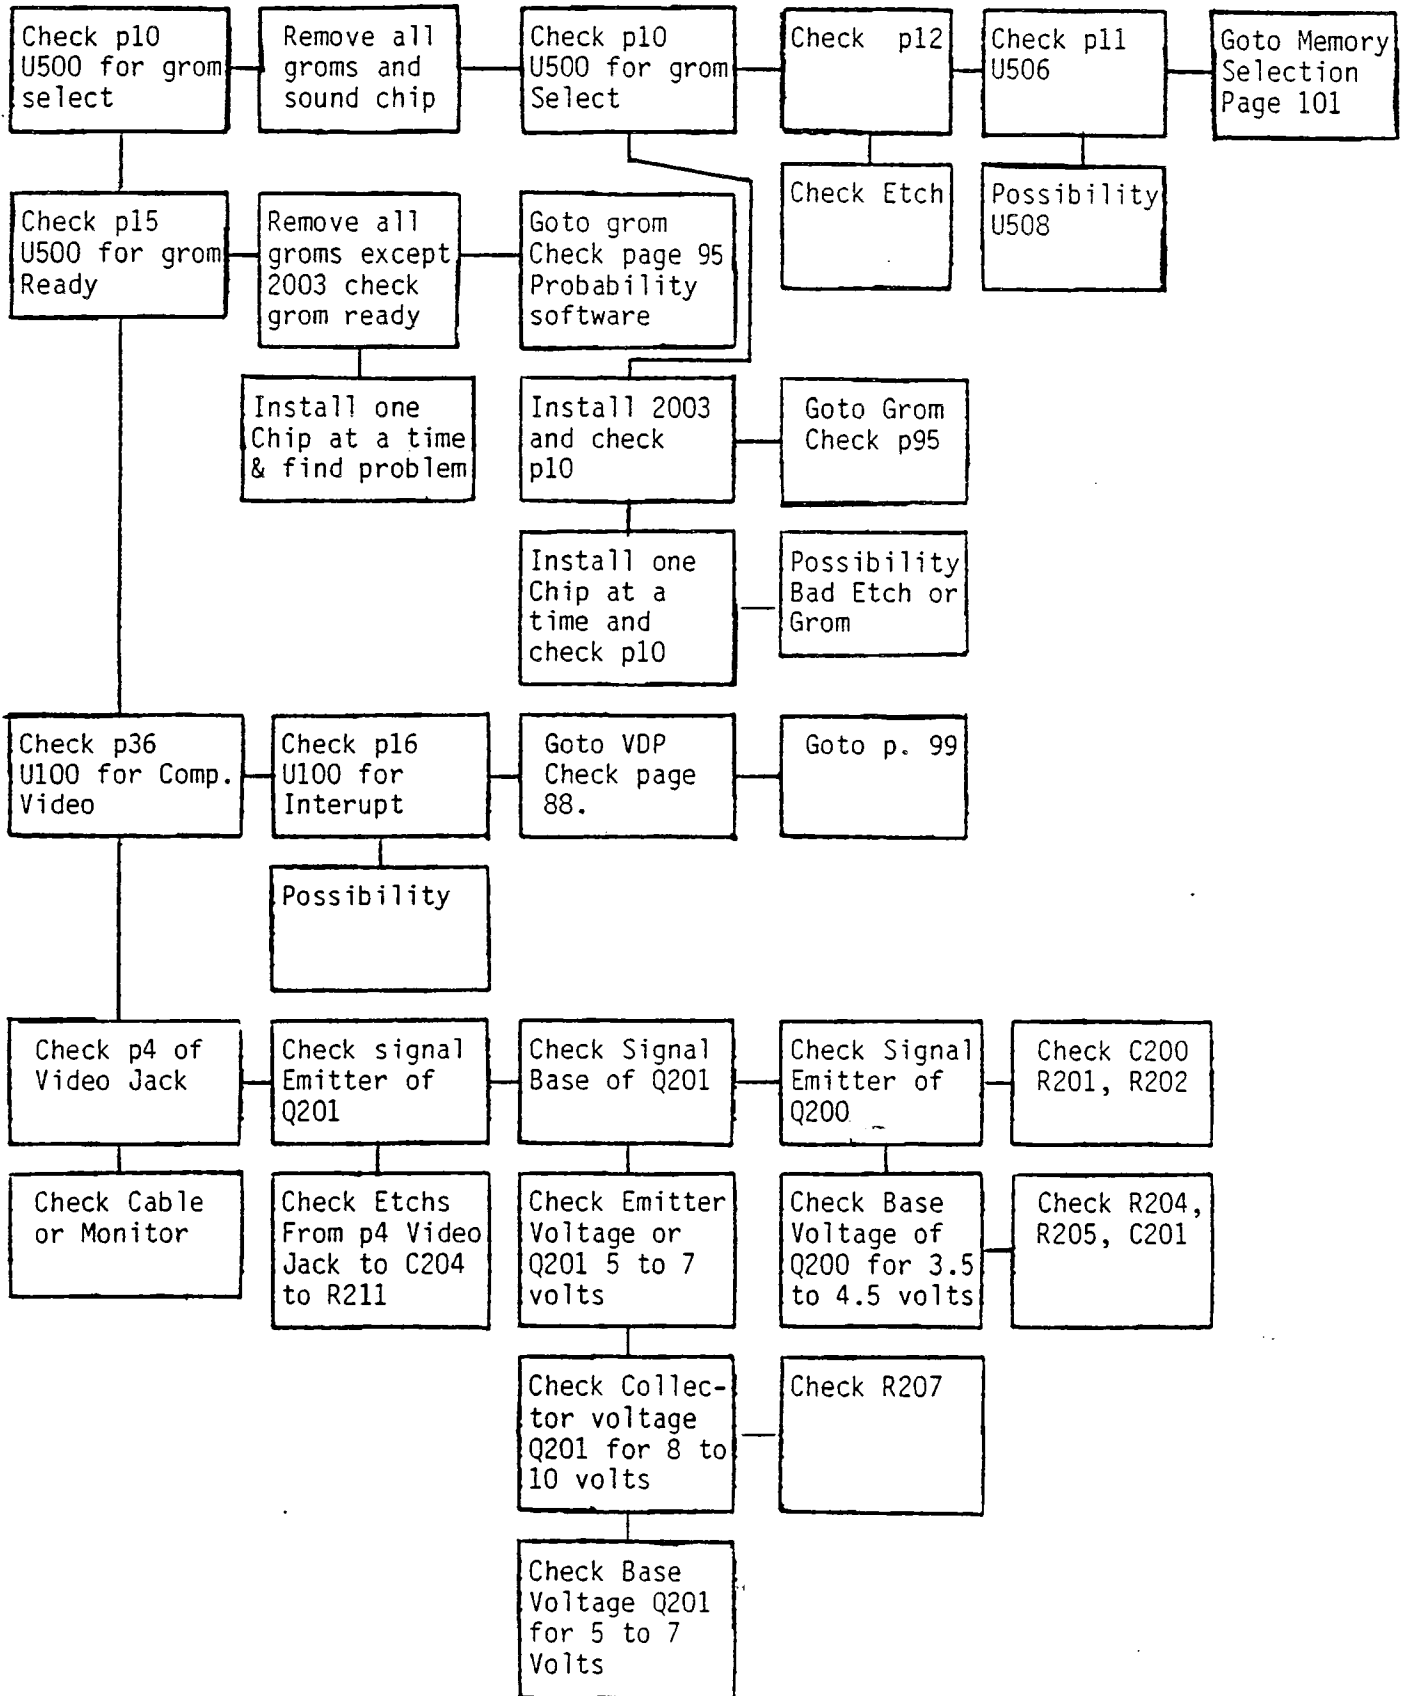 Check p10
U500 for grom
select
Remove all
groms and
sound chip
Check p10
U500 for grom
Select
Check p12
Check p11
U506
Goto Memory
Selection
Page 101
Check Etch
Possibility
U508
Check p15
U500 for grom
Ready
Remove all
groms except
2003 check
grom ready
Goto grom
Check page 95
Probability
software
Install one
Chip at a time
& find problem
Install 2003
and check
p10
Goto Grom
Check p95
Install one
Chip at a
time and
check p10
Possibility
Bad Etch or
Grom
Check p36
U100 for Comp.
Video
Check p16
U100 for
Interupt
Goto VDP
Check page
88.
Goto p. 99
Possibility
Check p4 of
Video Jack
Check signal
Emitter of
Q201
Check Signal
Base of Q201
Check Signal
Emitter of
Q200
Check C200
R201, R202
Check Cable
or Monitor
Check Etchs
From p4 Video
Jack to C204
to R211
Check Emitter
Voltage or
Q201 5 to 7
volts
Check Base
Voltage of
Q200 for 3.5
to 4.5 volts
Check R204,
R205, C201
Check Collec-
tor voltage
Q201 for 8 to
10 volts
Check R207
Check Base
Voltage Q201
for 5 to 7
Volts